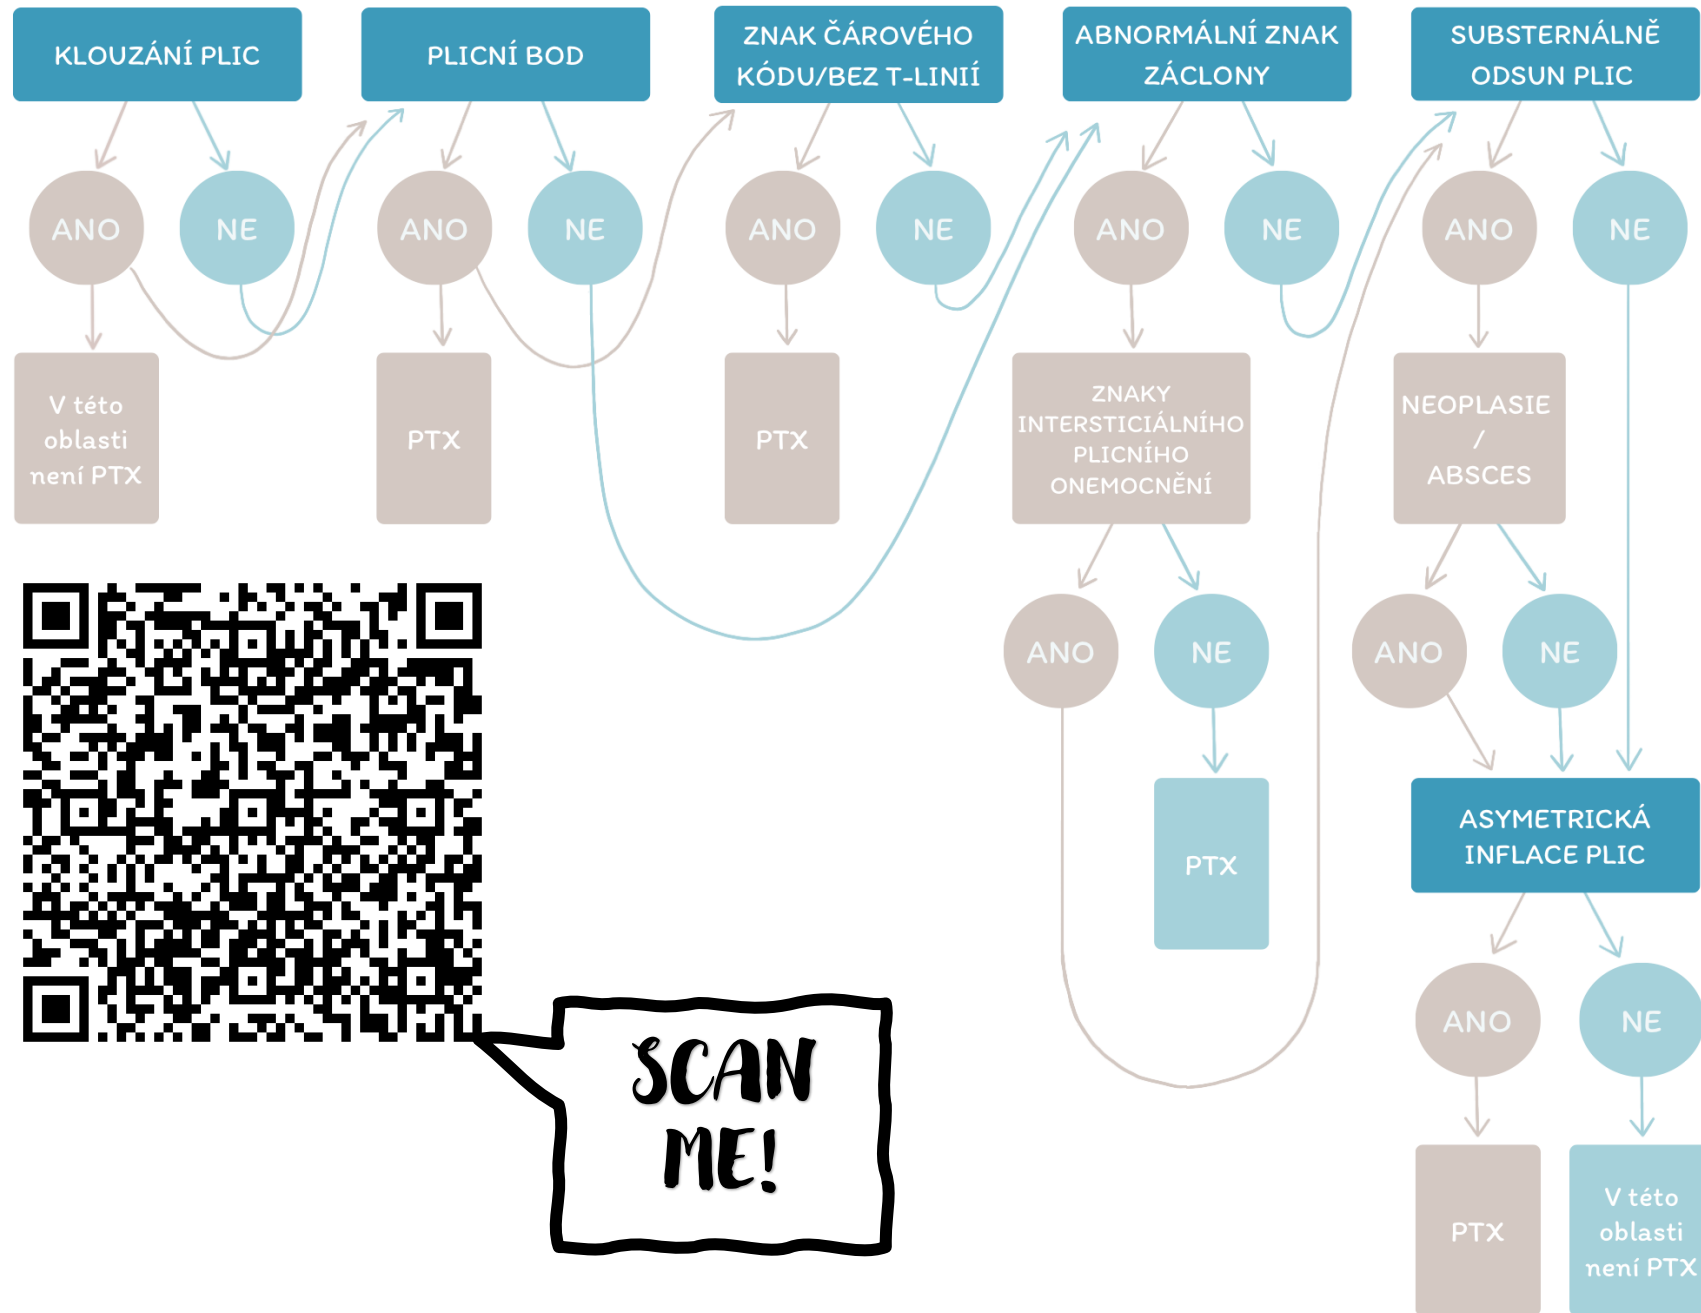 KLOUZÁNÍ PLIC
PLICNÍ BOD
ZNAK ČÁROVÉHO
KÓDU/BEZ T-LINIÍ
ABNORMÁLNÍ ZNAK
ZÁCLONY
SUBSTERNÁLNĚ
ODSUN PLIC
ANO
NE
ANO
NE
ANO
NE
ANO
NE
ANO
NE
V této
oblasti
není PTX
PTX
PTX
ZNAKY
INTERSTICIÁLNÍHO
PLICNÍHO
ONEMOCNĚNÍ
NEOPLASIE
/
ABSCES
ANO
NE
ANO
NE
PTX
ASYMETRICKÁ
INFLACE PLIC
ANO
NE
SCAN
ME!
PTX
V této
oblasti
není PTX